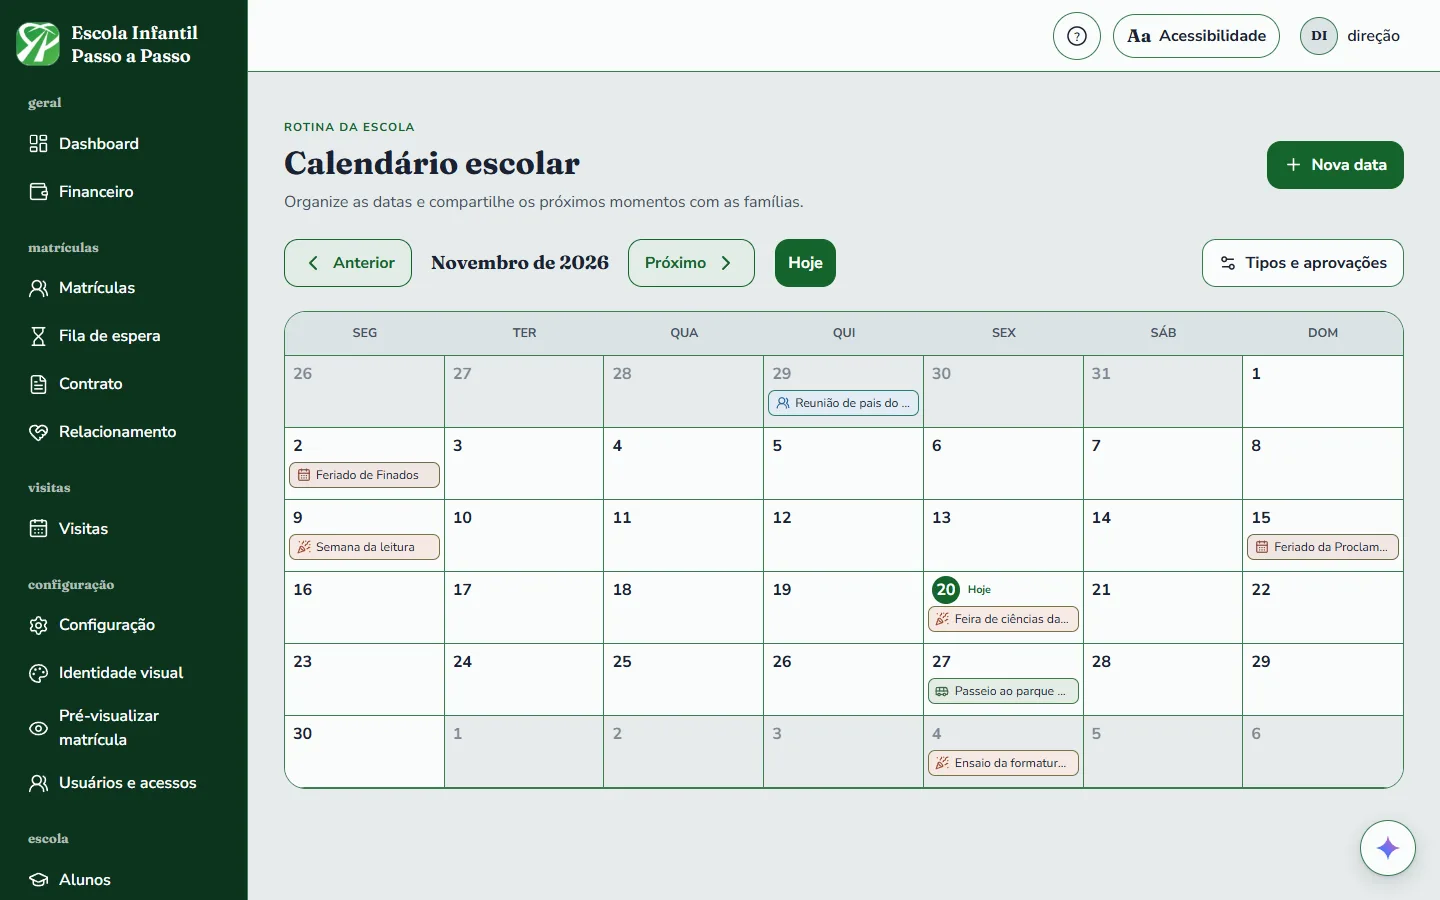 Escola Infantil
Passo a Passo
geral
Dashboard
Financeiro
matrículas
Matrículas
Fila de espera
Contrato
Relacionamento
visitas
Visitas
configuração
Configuração
Identidade visual
Pré-visualizar
matrícula
Usuários e acessos
escola
Alunos
? Aa Acessibilidade DI direção
ROTINA DA ESCOLA
Calendário escolar
Organize as datas e compartilhe os próximos momentos com as famílias.
+ Nova data
Anterior Novembro de 2026 Próximo Hoje Tipos e aprovações
SEG TER QUA QUI SEX SÁB DOM
26 27 28 29 30 31 1
Reunião de pais do ...
2 3 4 5 6 7 8
Feriado de Finados
9 10 11 12 13 14 15
Semana da leitura Feriado da Proclam...
16 17 18 19 20 Hoje 21 22
Feira de ciências da...
23 24 25 26 27 28 29
Passeio ao parque ...
30 1 2 3 4 5 6
Ensaio da formatur...